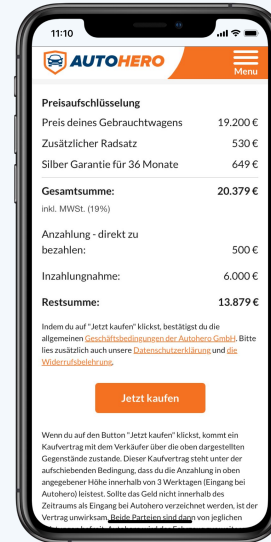 11:10
AUTOHERO
Menu
Preisaufschlüsselung
Preis deines Gebrauchtwagens 19.200 €
Zusätzlicher Radsatz 530 €
Silber Garantie für 36 Monate 649 €
Gesamtsumme: 20.379 €
inkl. MWSt. (19%)
Anzahlung - direkt zu
bezahlen: 500 €
Inzahlungnahme: 6.000 €
Restsumme: 13.879 €
Indem du auf "Jetzt kaufen" klickst, bestätigst du die
allgemeinen Geschäftsbedingungen der Autohero GmbH. Bitte
lies zusätzlich auch unsere Datenschutzerklärung und die
Widerrufsbelehrung.
Jetzt kaufen
Wenn du auf den Button "Jetzt kaufen" klickst, kommt ein
Kaufvertrag mit dem Verkäufer über die oben dargestellten
Gegenstände zustande. Dieser Kaufvertrag steht unter der
aufschiebenden Bedingung, dass du die Anzahlung in oben
angegebener Höhe innerhalb von 3 Werktagen (Eingang bei
Autohero) leistest. Sollte das Geld nicht innerhalb des
Zeitraums als Eingang bei Autohero verzeichnet werden, ist der
Vertrag unwirksam. Beide Parteien sind dann von jeglichen